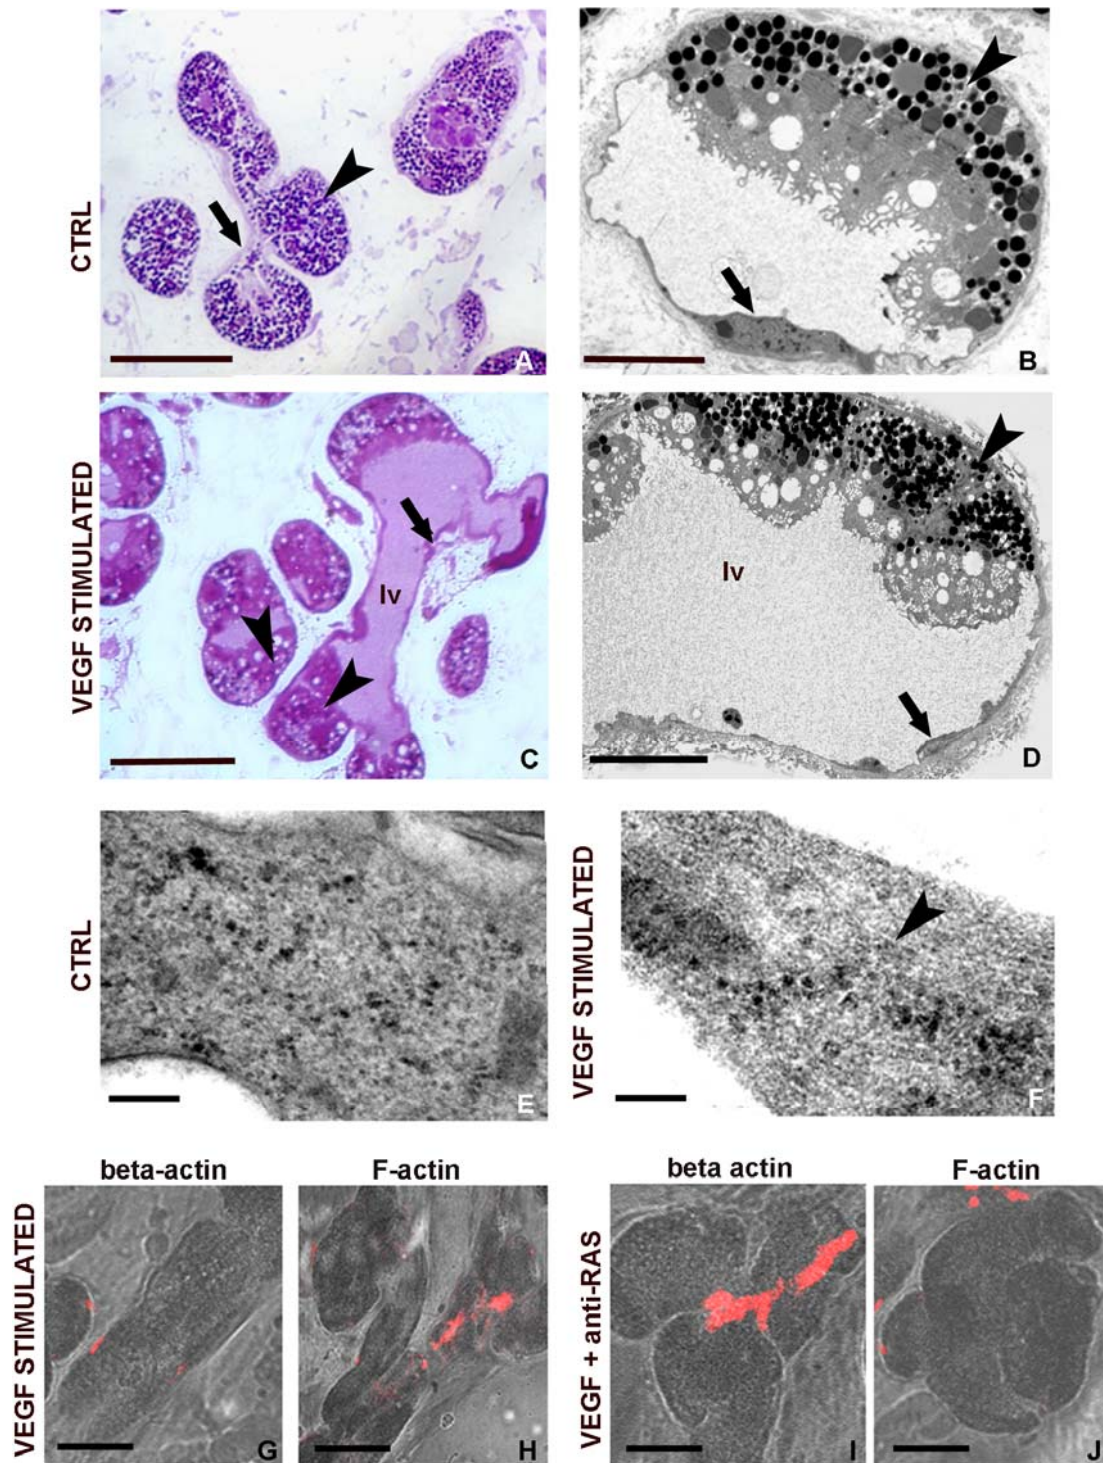 CTRL
A
B
VEGF STIMULATED
lv
C
lv
D
CTRL
E
VEGF STIMULATED
F
beta-actin
F-actin
beta actin
F-actin
VEGF STIMULATED
G
H
VEGF + anti-RAS
I
J